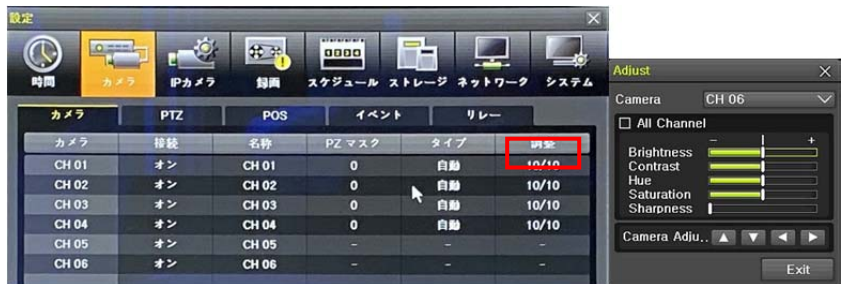 設定
時間 カメラ IPカメラ 録画 スケジュール ストレージ ネットワーク システム
カメラ PTZ POS イベント リレー
カメラ 接続 名称 PZ マスク タイプ 調整
CH 01 オン CH 01 0 自動 10/10
CH 02 オン CH 02 0 自動 10/10
CH 03 オン CH 03 0 自動 10/10
CH 04 オン CH 04 0 自動 10/10
CH 05 オン CH 05 - - -
CH 06 オン CH 06 - - -
Adjust
Camera CH 06
All Channel
- +
Brightness
Contrast
Hue
Saturation
Sharpness
Camera Adju..
Exit